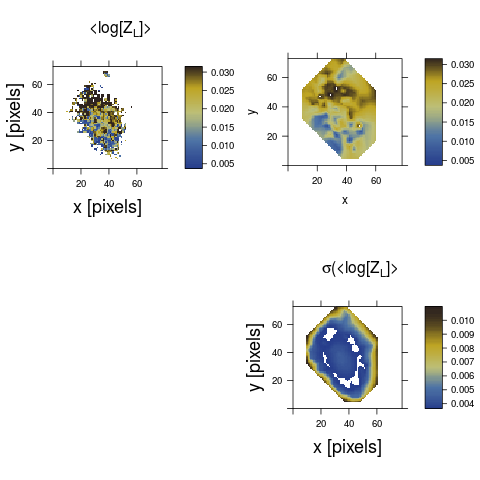 <log[Z_L]>
60
40
20
20 40 60
x [pixels]
y [pixels]
0.030
0.025
0.020
0.015
0.010
0.005
60
40
20
20 40 60
x
y
0.030
0.025
0.020
0.015
0.010
0.005
σ(<log[Z_L]>
60
40
20
20 40 60
x [pixels]
y [pixels]
0.010
0.009
0.008
0.007
0.006
0.005
0.004